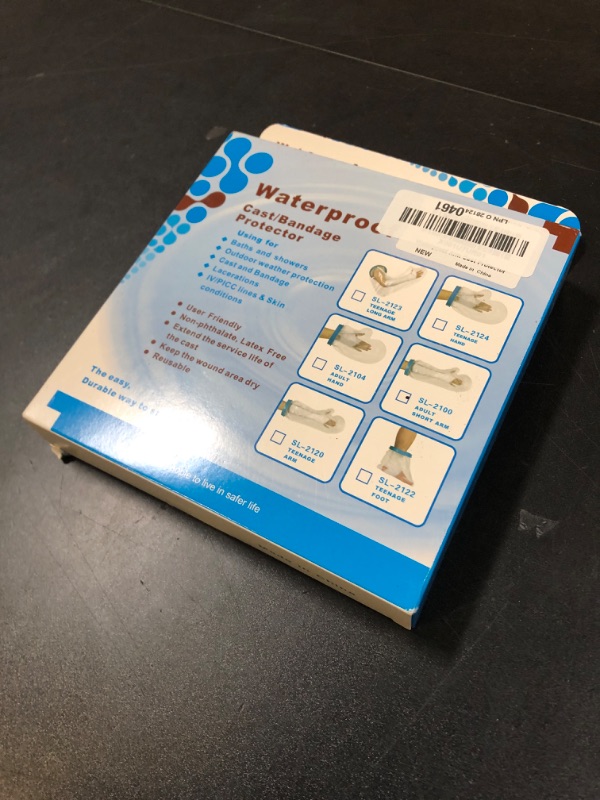 Waterproo
Cast/Bandage
Protector
Using for
Baths and showers
Outdoor weather protection
Cast and Bandage
Lacerations
IV/PICC lines & Skin
conditions
User Friendly
Non-phthalate, Latex Free
Extend the service life of
the cast
Keep the wound area dry
Reusable
The easy,
Durable way to
to live in safer life
0461
NEW
Made in China
SL-2123
TEENAGE
LONG ARM
SL-2124
TEENAGE
HAND
SL-2104
ADULT
HAND
SL-2100
ADULT
SHORT ARM
SL-2120
TEENAGE
ARM
SL-2122
TEENAGE
FOOT